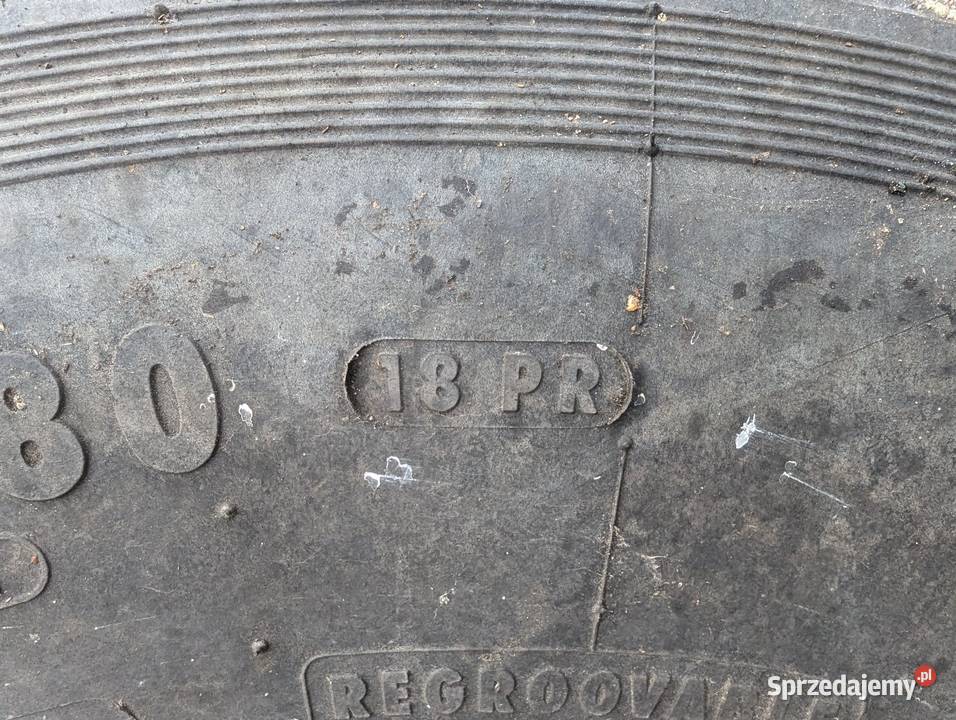 80
18 PR
REGROOVABLE
Sprzedajemy.pl